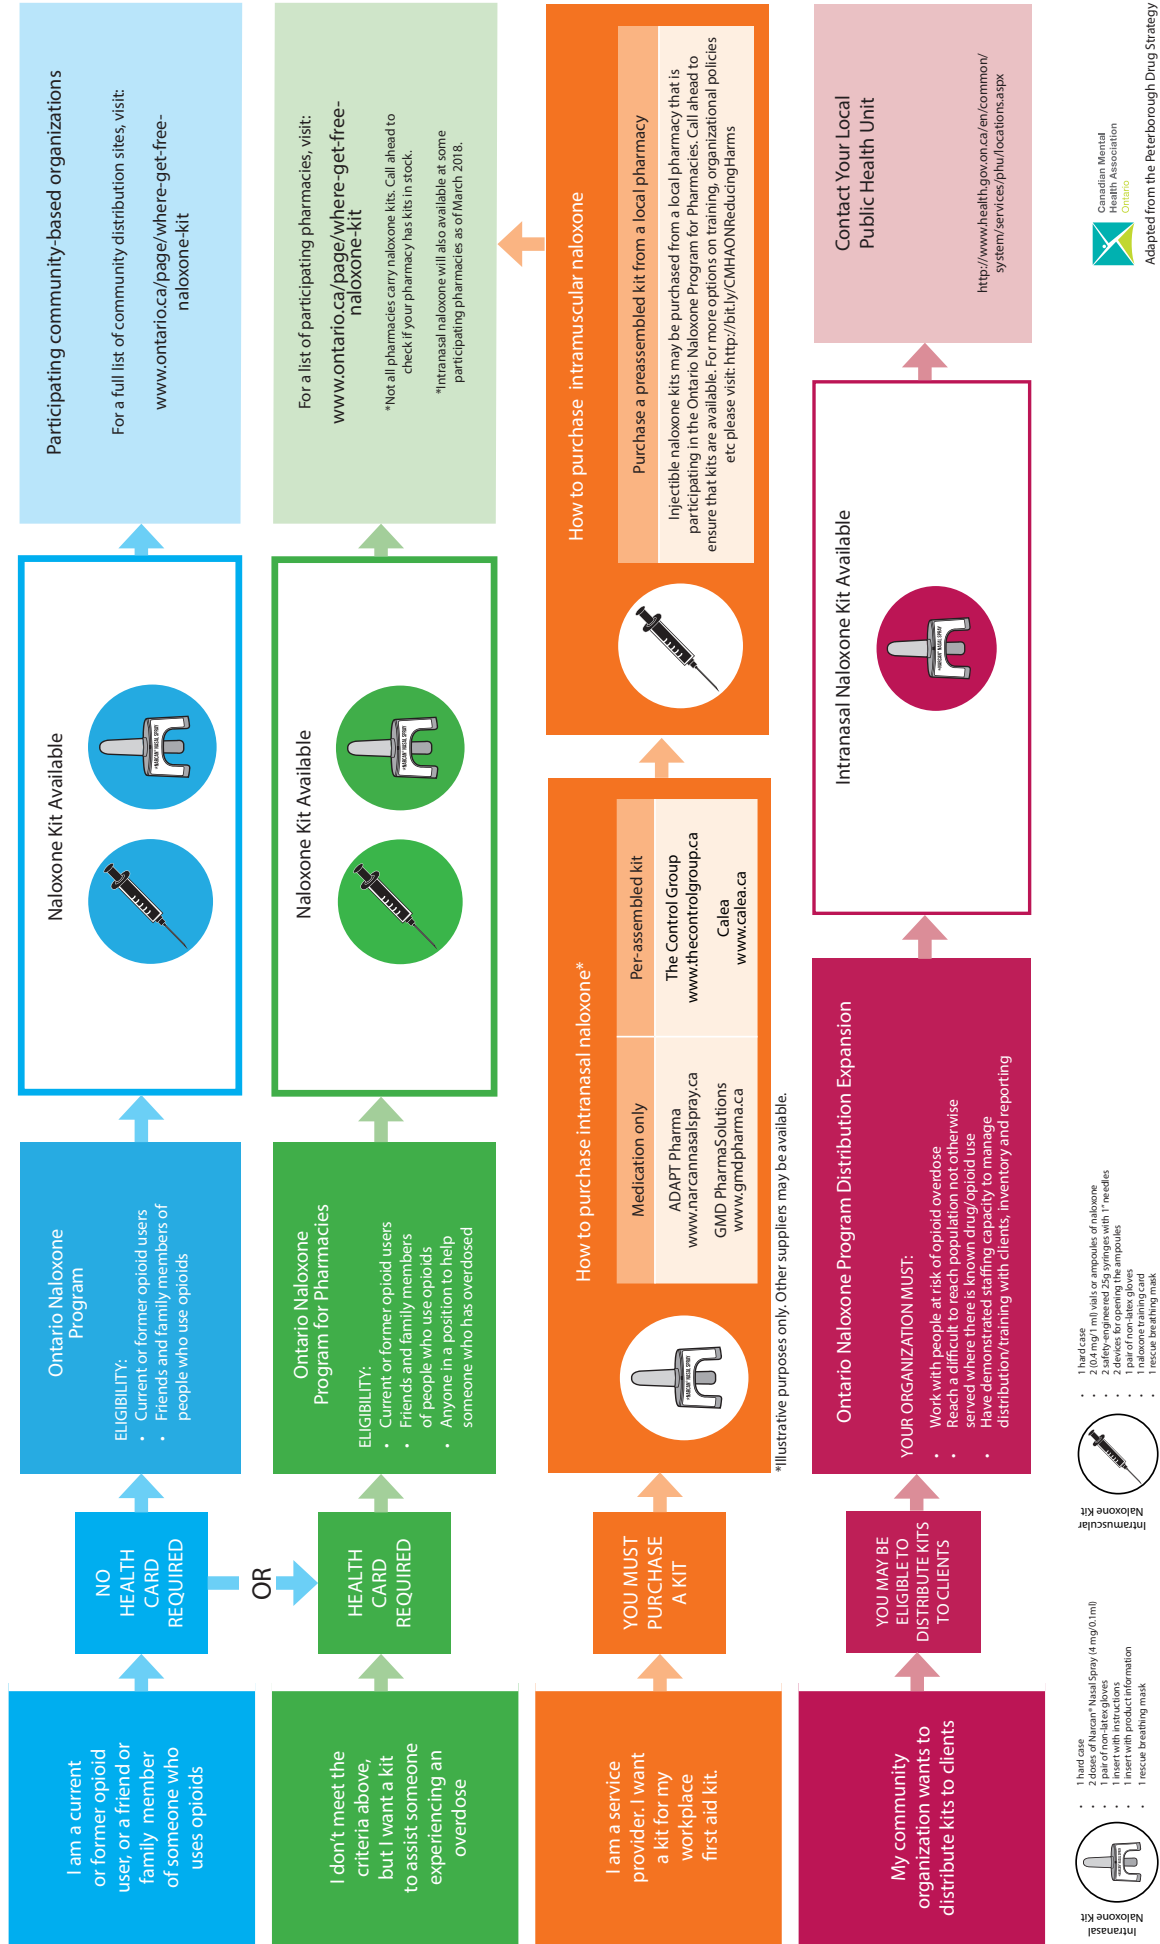 I am a current
or former opioid
user, or a friend or
family member
of someone who
uses opioids
NO
HEALTH
CARD
REQUIRED
Ontario Naloxone
Program
ELIGIBILITY:
• Current or former opioid users
• Friends and family members of
people who use opioids
Naloxone Kit Available
NARCAN® NASAL SPRAY
Participating community-based organizations
For a full list of community distribution sites, visit:
www.ontario.ca/page/where-get-free-
naloxone-kit
OR
I don't meet the
criteria above,
but I want a kit
to assist someone
experiencing an
overdose
HEALTH
CARD
REQUIRED
Ontario Naloxone
Program for Pharmacies
ELIGIBILITY:
• Current or former opioid users
• Friends and family members
of people who use opioids
• Anyone in a position to help
someone who has overdosed
Naloxone Kit Available
NARCAN® NASAL SPRAY
For a list of participating pharmacies, visit:
www.ontario.ca/page/where-get-free-
naloxone-kit
*Not all pharmacies carry naloxone kits. Call ahead to
check if your pharmacy has kits in stock.
*Intranasal naloxone will also available at some
participating pharmacies as of March 2018.
I am a service
provider. I want
a kit for my
workplace
first aid kit.
YOU MUST
PURCHASE
A KIT
How to purchase intranasal naloxone*
NARCAN® NASAL SPRAY
Medication only
ADAPT Pharma
www.narcannasalspray.ca
GMD PharmaSolutions
www.gmdpharma.ca
Per-assembled kit
The Control Group
www.thecontrolgroup.ca
Calea
www.calea.ca
*Illustrative purposes only. Other suppliers may be available.
How to purchase intramuscular naloxone
Purchase a preassembled kit from a local pharmacy
Injectible naloxone kits may be purchased from a local pharmacy that is
participating in the Ontario Naloxone Program for Pharmacies. Call ahead to
ensure that kits are available. For more options on training, organizational policies
etc please visit: http://bit.ly/CMHAONReducingHarms
My community
organization wants to
distribute kits to clients
YOU MAY BE
ELIGIBLE TO
DISTRIBUTE KITS
TO CLIENTS
Ontario Naloxone Program Distribution Expansion
YOUR ORGANIZATION MUST:
• Work with people at risk of opioid overdose
• Reach a difficult to reach population not otherwise
served where there is known drug/opioid use
• Have demonstrated staffing capacity to manage
distribution/training with clients, inventory and reporting
Intranasal Naloxone Kit Available
NARCAN® NASAL SPRAY
Contact Your Local
Public Health Unit
http://www.health.gov.on.ca/en/common/
system/services/phu/locations.aspx
Intranasal
Naloxone Kit
NARCAN® NASAL SPRAY
• 1 hard case
• 2 doses of Narcan® Nasal Spray (4 mg/0.1ml)
• 1 pair of non-latex gloves
• 1 insert with instructions
• 1 insert with product information
• 1 rescue breathing mask
Intramuscular
Naloxone Kit
• 1 hard case
• 2 (0.4 mg/1 ml) vials or ampoules of naloxone
• 2 safety-engineered 25g syringes with 1" needles
• 2 devices for opening the ampoules
• 1 pair of non-latex gloves
• 1 naloxone training card
• 1 rescue breathing mask
Canadian Mental
Health Association
Ontario
Adapted from the Peterborough Drug Strategy